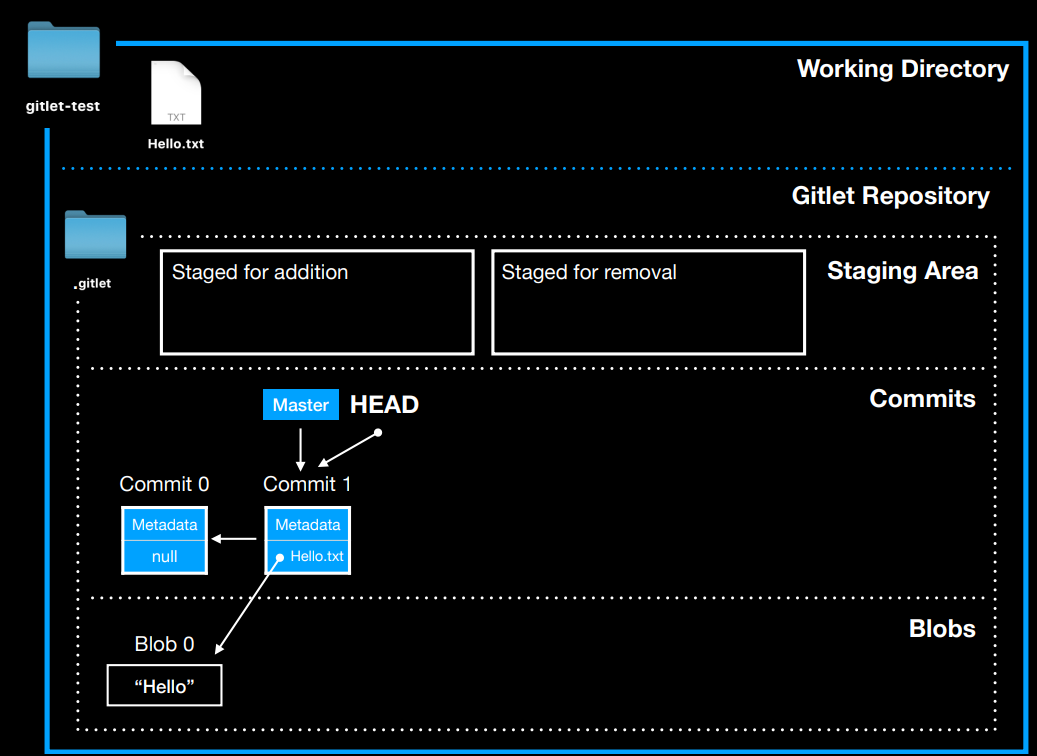 Working Directory
gitlet-test
TXT
Hello.txt
Gitlet Repository
.gitlet
Staged for addition
Staged for removal
Staging Area
Master
HEAD
Commits
Commit 0
Commit 1
Metadata
null
Metadata
Hello.txt
Blobs
Blob 0
“Hello”